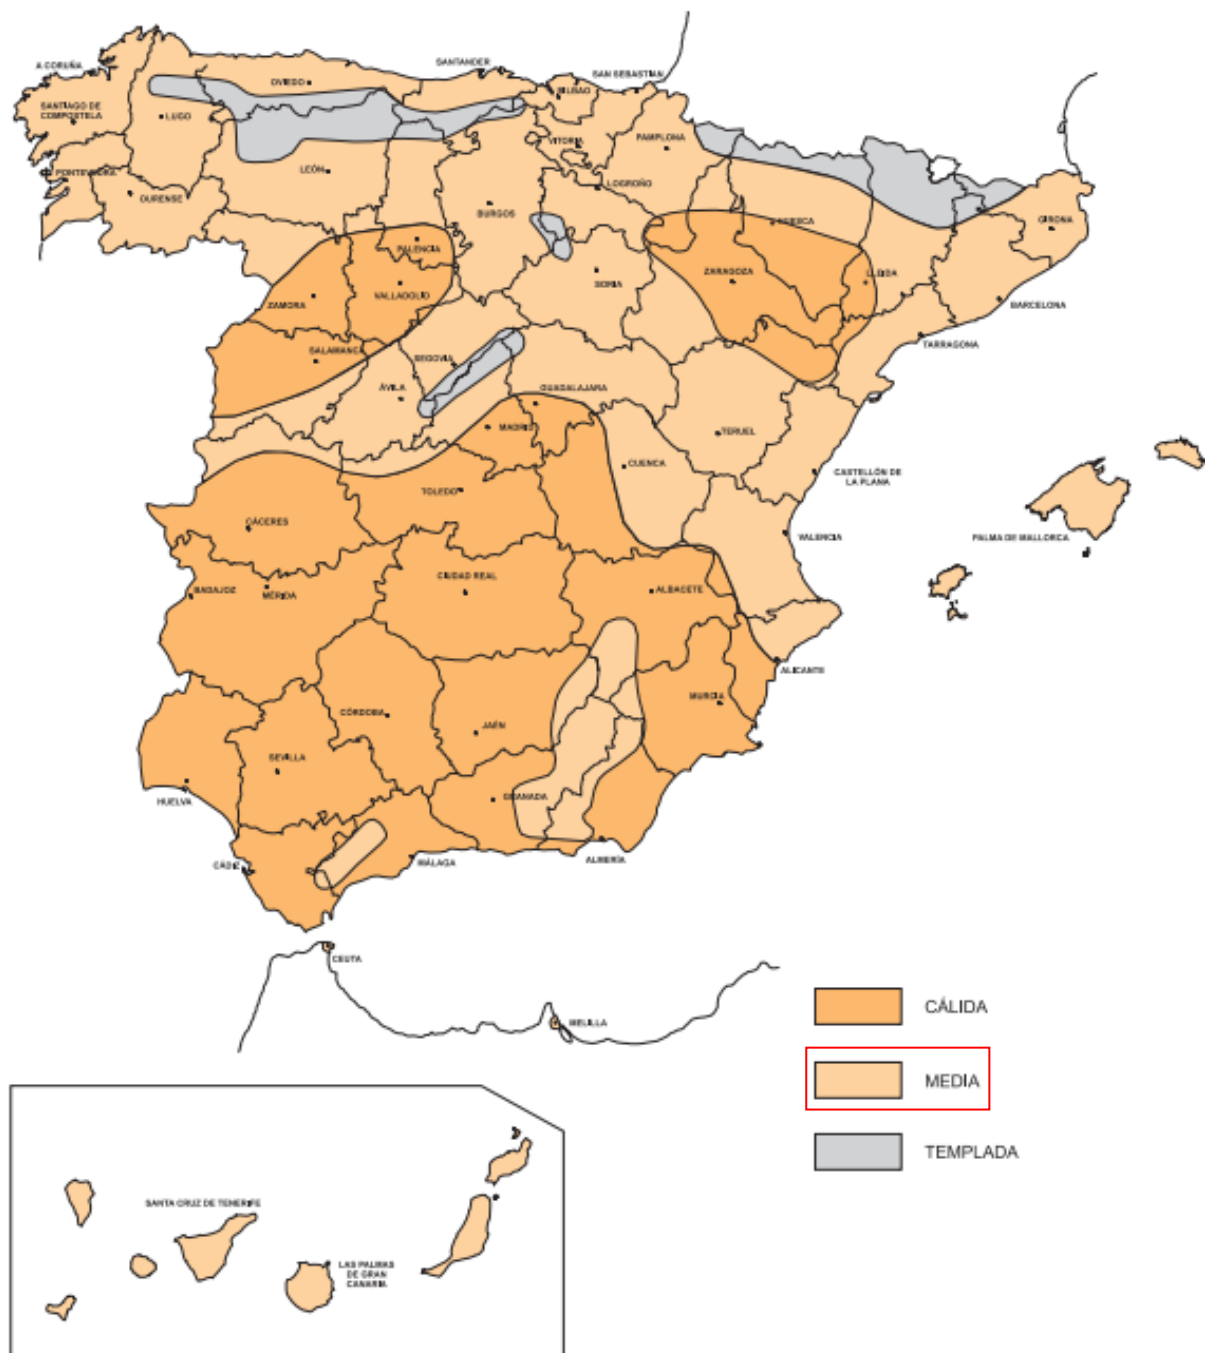 A CORUÑA
SANTANDER
SAN SEBASTIAN
OVIEDO
BILBAO
SANTIAGO DE
COMPOSTELA
LUGO
VITORIA
PAMPLONA
PONTEVEDRA
LEÓN
LOGROÑO
OURENSE
BURGOS
GIRONA
HUESCA
PALENCIA
ZARAGOZA
LLEIDA
SORIA
VALLADOLID
ZAMORA
BARCELONA
TARRAGONA
SALAMANCA
SEGOVIA
ÁVILA
GUADALAJARA
MADRID
TERUEL
CUENCA
CASTELLÓN DE
LA PLANA
TOLEDO
CÁCERES
VALENCIA
PALMA DE MALLORCA
CIUDAD REAL
BADAJOZ
MÉRIDA
ALBACETE
ALICANTE
MURCIA
CÓRDOBA
JAÉN
SEVILLA
HUELVA
GRANADA
CÁDIZ
MÁLAGA
ALMERÍA
CEUTA
MELILLA
CÁLIDA
MEDIA
TEMPLADA
SANTA CRUZ DE TENERIFE
LAS PALMAS
DE GRAN
CANARIA